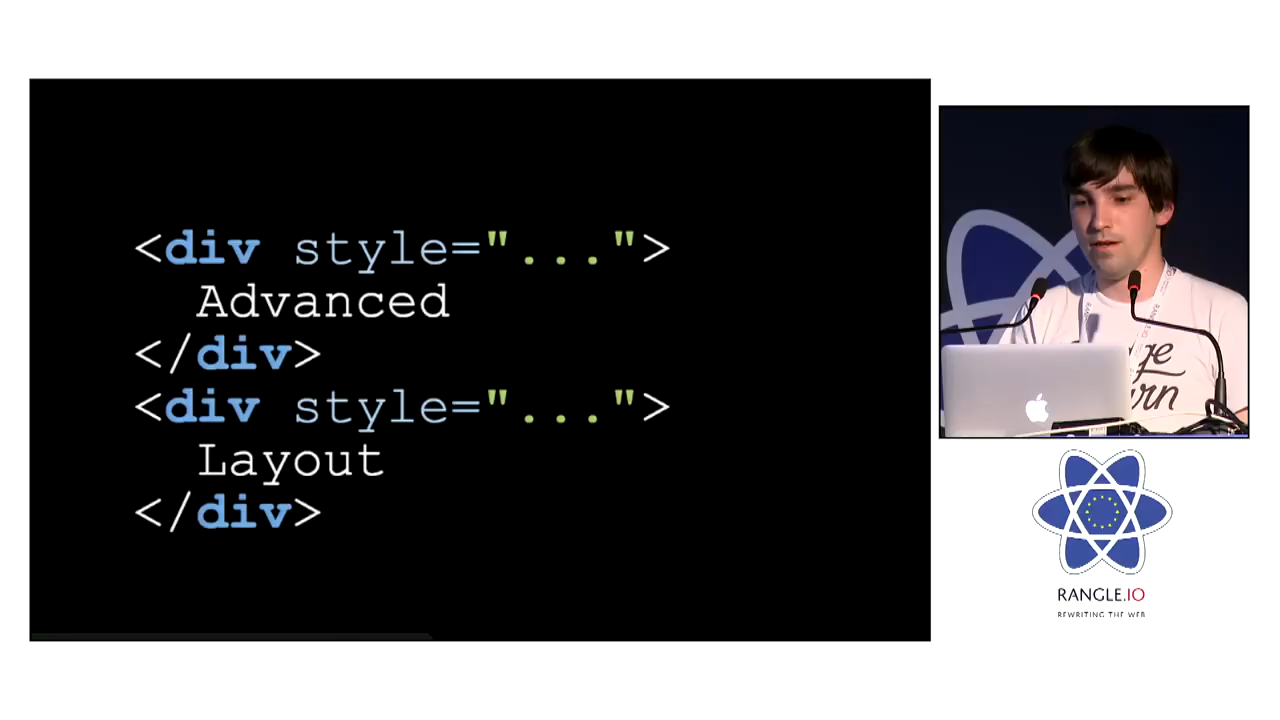 <div style="...">
Advanced
</div>
<div style="...">
Layout
</div>
RANGLE.IO
REWRITING THE WEB